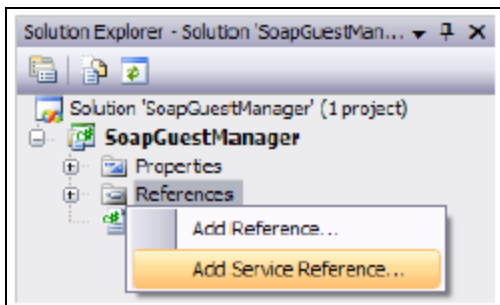 Solution Explorer - Solution 'SoapGuestMan...
Solution 'SoapGuestManager' (1 project)
SoapGuestManager
Properties
References
Add Reference...
Add Service Reference...